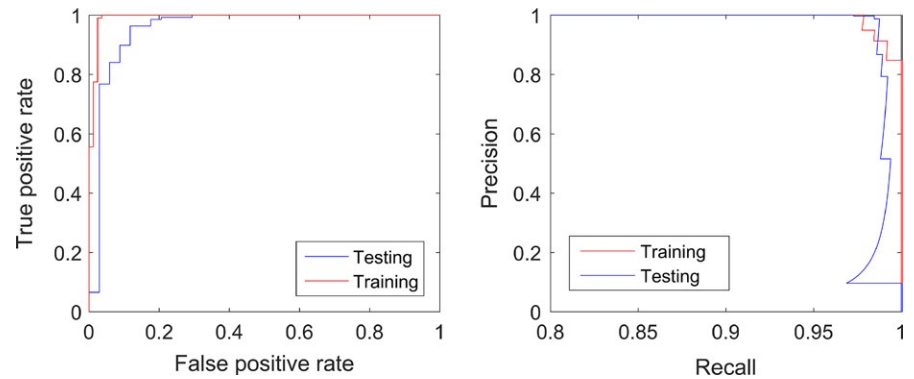 1
0.8
0.6
0.4
0.2
0
True positive rate
Testing
Training
0 0.2 0.4 0.6 0.8 1
False positive rate
1
0.8
0.6
0.4
0.2
0
Precision
Training
Testing
0.8 0.85 0.9 0.95 1
Recall